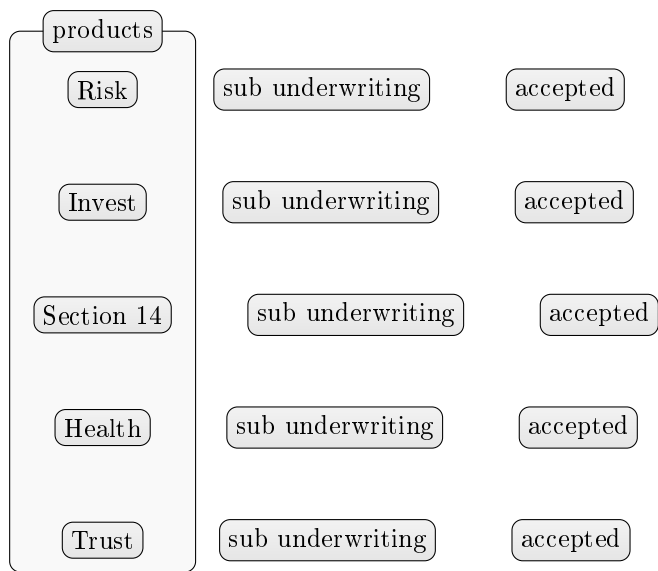 products
Risk sub underwriting accepted
Invest sub underwriting accepted
Section 14 sub underwriting accepted
Health sub underwriting accepted
Trust sub underwriting accepted